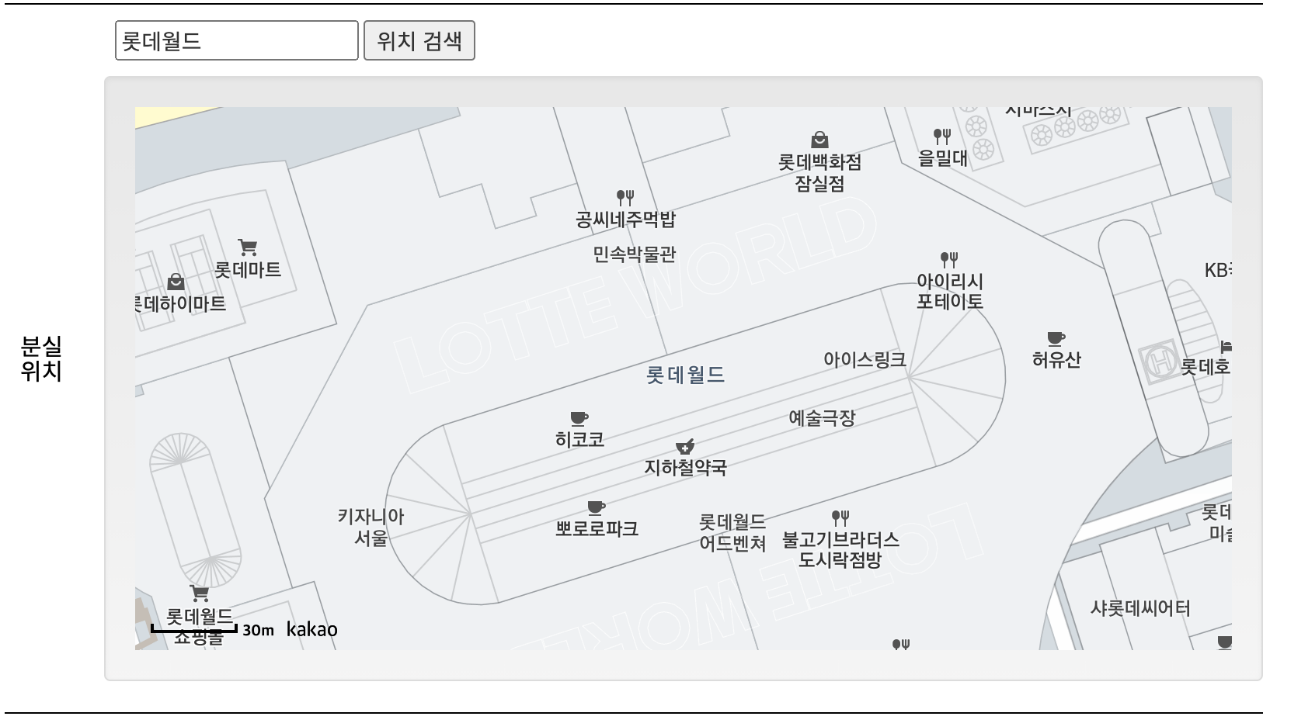 롯데월드 위치 검색
분실
위치
을밀대
롯데백화점
잠실점
공씨네주먹밥
민속박물관
롯데마트
롯데하이마트
LOTTE WORLD
아이리시
포테이토
KB
허유산
아이스링크
롯데호
롯데월드
예술극장
히코코
지하철약국
키자니아
서울
뽀로로파크
롯데월드
어드벤쳐
불고기브라더스
도시락점방
롯데
미술
LOTTE WORLD
샤롯데씨어터
롯데월드
쇼핑몰
30m kakao